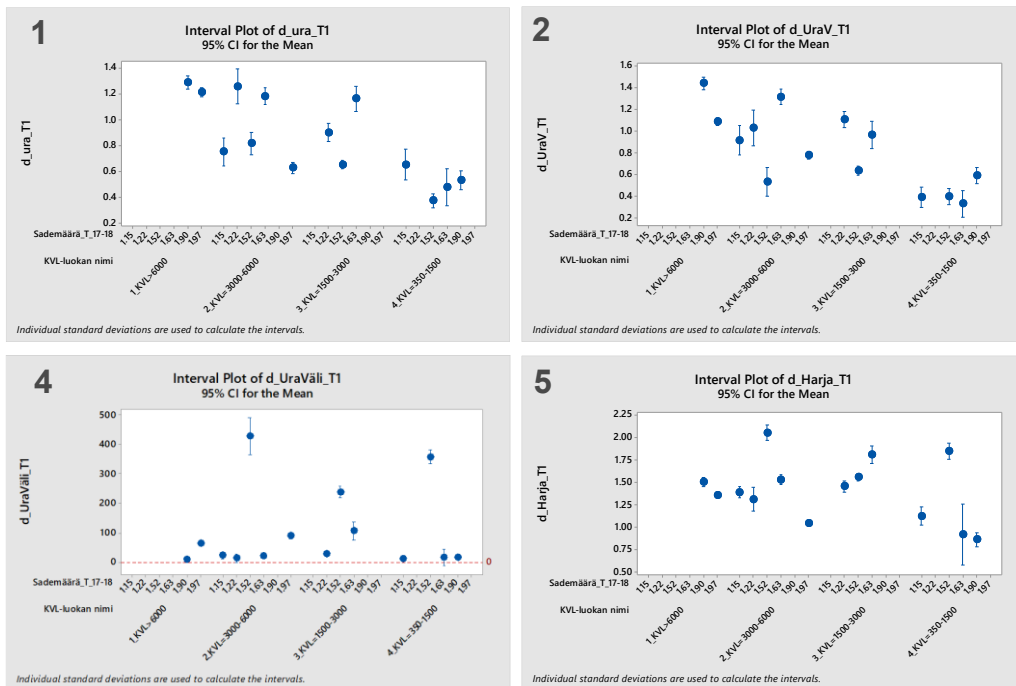 1
Interval Plot of d_ura_T1
95% CI for the Mean
d_ura_T1
1.4
1.2
1.0
0.8
0.6
0.4
0.2
Sademäärä_T_17-18
1.15 1.22 1.52 1.63 1.90 1.97 1.15 1.22 1.52 1.63 1.90 1.97 1.15 1.22 1.52 1.63 1.90 1.97 1.15 1.22 1.52 1.63 1.90 1.97
KVL-luokan nimi
1_KVL>6000 2_KVL=3000-6000 3_KVL=1500-3000 4_KVL=350-1500
Individual standard deviations are used to calculate the intervals.
2
Interval Plot of d_UraV_T1
95% CI for the Mean
d_UraV_T1
1.6
1.4
1.2
1.0
0.8
0.6
0.4
0.2
Sademäärä_T_17-18
1.15 1.22 1.52 1.63 1.90 1.97 1.15 1.22 1.52 1.63 1.90 1.97 1.15 1.22 1.52 1.63 1.90 1.97 1.15 1.22 1.52 1.63 1.90 1.97
KVL-luokan nimi
1_KVL>6000 2_KVL=3000-6000 3_KVL=1500-3000 4_KVL=350-1500
Individual standard deviations are used to calculate the intervals.
4
Interval Plot of d_UraVäli_T1
95% CI for the Mean
d_UraVäli_T1
500
400
300
200
100
0
0
Sademäärä_T_17-18
1.15 1.22 1.52 1.63 1.90 1.97 1.15 1.22 1.52 1.63 1.90 1.97 1.15 1.22 1.52 1.63 1.90 1.97 1.15 1.22 1.52 1.63 1.90 1.97
KVL-luokan nimi
1_KVL>6000 2_KVL=3000-6000 3_KVL=1500-3000 4_KVL=350-1500
Individual standard deviations are used to calculate the intervals.
5
Interval Plot of d_Harja_T1
95% CI for the Mean
d_Harja_T1
2.25
2.00
1.75
1.50
1.25
1.00
0.75
0.50
Sademäärä_T_17-18
1.15 1.22 1.52 1.63 1.90 1.97 1.15 1.22 1.52 1.63 1.90 1.97 1.15 1.22 1.52 1.63 1.90 1.97 1.15 1.22 1.52 1.63 1.90 1.97
KVL-luokan nimi
1_KVL>6000 2_KVL=3000-6000 3_KVL=1500-3000 4_KVL=350-1500
Individual standard deviations are used to calculate the intervals.